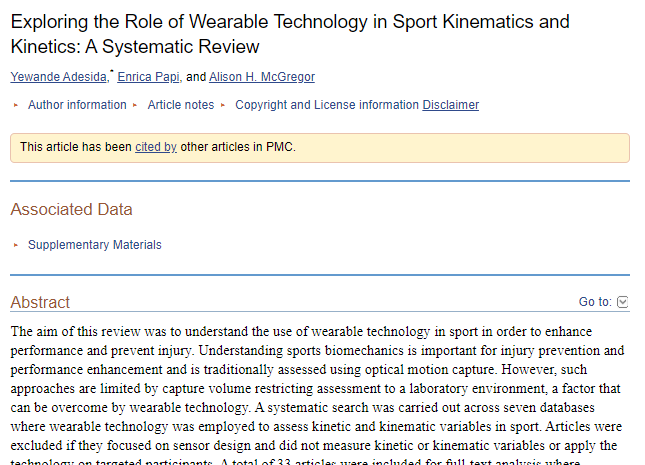 Exploring the Role of Wearable Technology in Sport Kinematics and
Kinetics: A Systematic Review
Yewande Adesida,* Enrica Papi, and Alison H. McGregor
▸ Author information ▸ Article notes ▸ Copyright and License information Disclaimer
This article has been cited by other articles in PMC.
Associated Data
▸ Supplementary Materials
Abstract Go to:
The aim of this review was to understand the use of wearable technology in sport in order to enhance
performance and prevent injury. Understanding sports biomechanics is important for injury prevention and
performance enhancement and is traditionally assessed using optical motion capture. However, such
approaches are limited by capture volume restricting assessment to a laboratory environment, a factor that
can be overcome by wearable technology. A systematic search was carried out across seven databases
where wearable technology was employed to assess kinetic and kinematic variables in sport. Articles were
excluded if they focused on sensor design and did not measure kinetic or kinematic variables or apply the
technology on targeted participants. A total of 33 articles were included for full-text analysis where